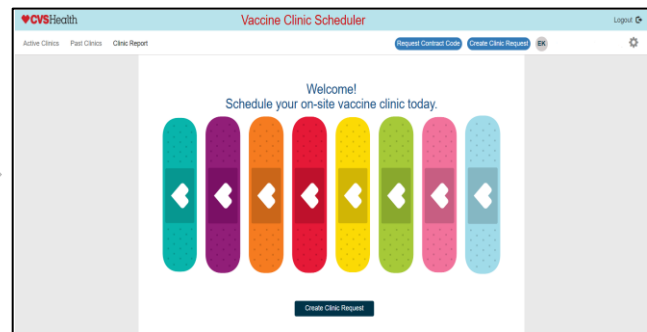 CVSHealth
Vaccine Clinic Scheduler
Logout
Active Clinics Past Clinics Clinic Report
Request Contract Code Create Clinic Request EK
Welcome!
Schedule your on-site vaccine clinic today.
Create Clinic Request